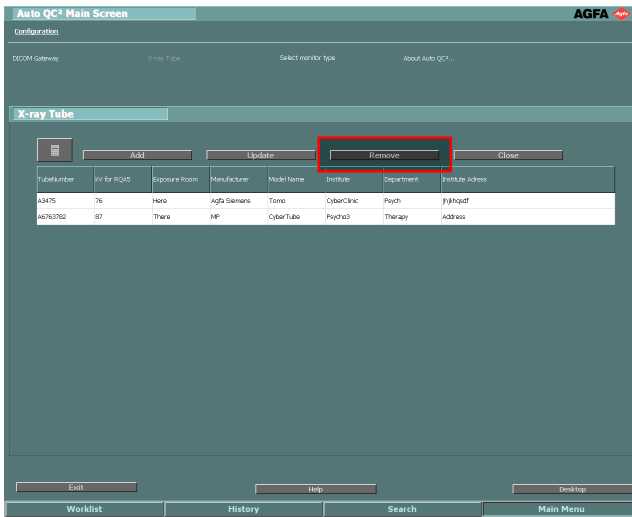 Auto QC² Main Screen
AGFA Agfa
Configuration
DICOM Gateway X-ray Tube Select monitor type About Auto QC²...
X-ray Tube
Add Update Remove Close
TubeNumber kV for RQA5 Exposure Room Manufacturer Model Name Institute Department Institute Adress
A3475 76 Here Agfa Siemens Tomo CyberClinic Psych jhjkhqsdf
A6763782 87 There MP CyberTube Psycho3 Therapy Address
Exit Help Desktop
Worklist History Search Main Menu